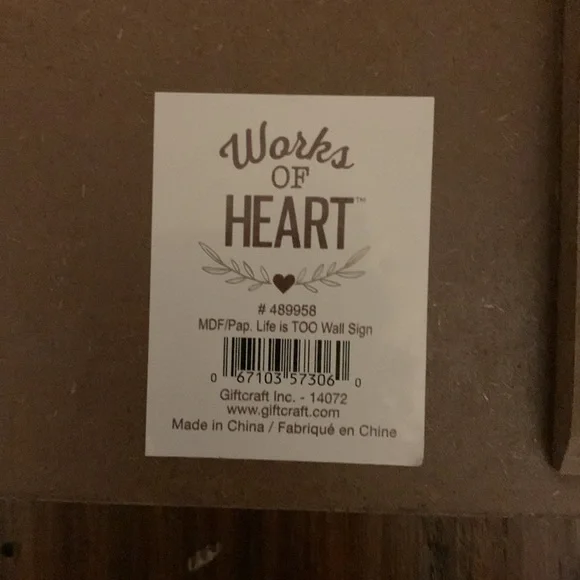 Works
OF
HEART™
# 489958
MDF/Pap. Life is TOO Wall Sign
0 67103 57306 0
Giftcraft Inc. - 14072
www.giftcraft.com
Made in China / Fabriqué en Chine